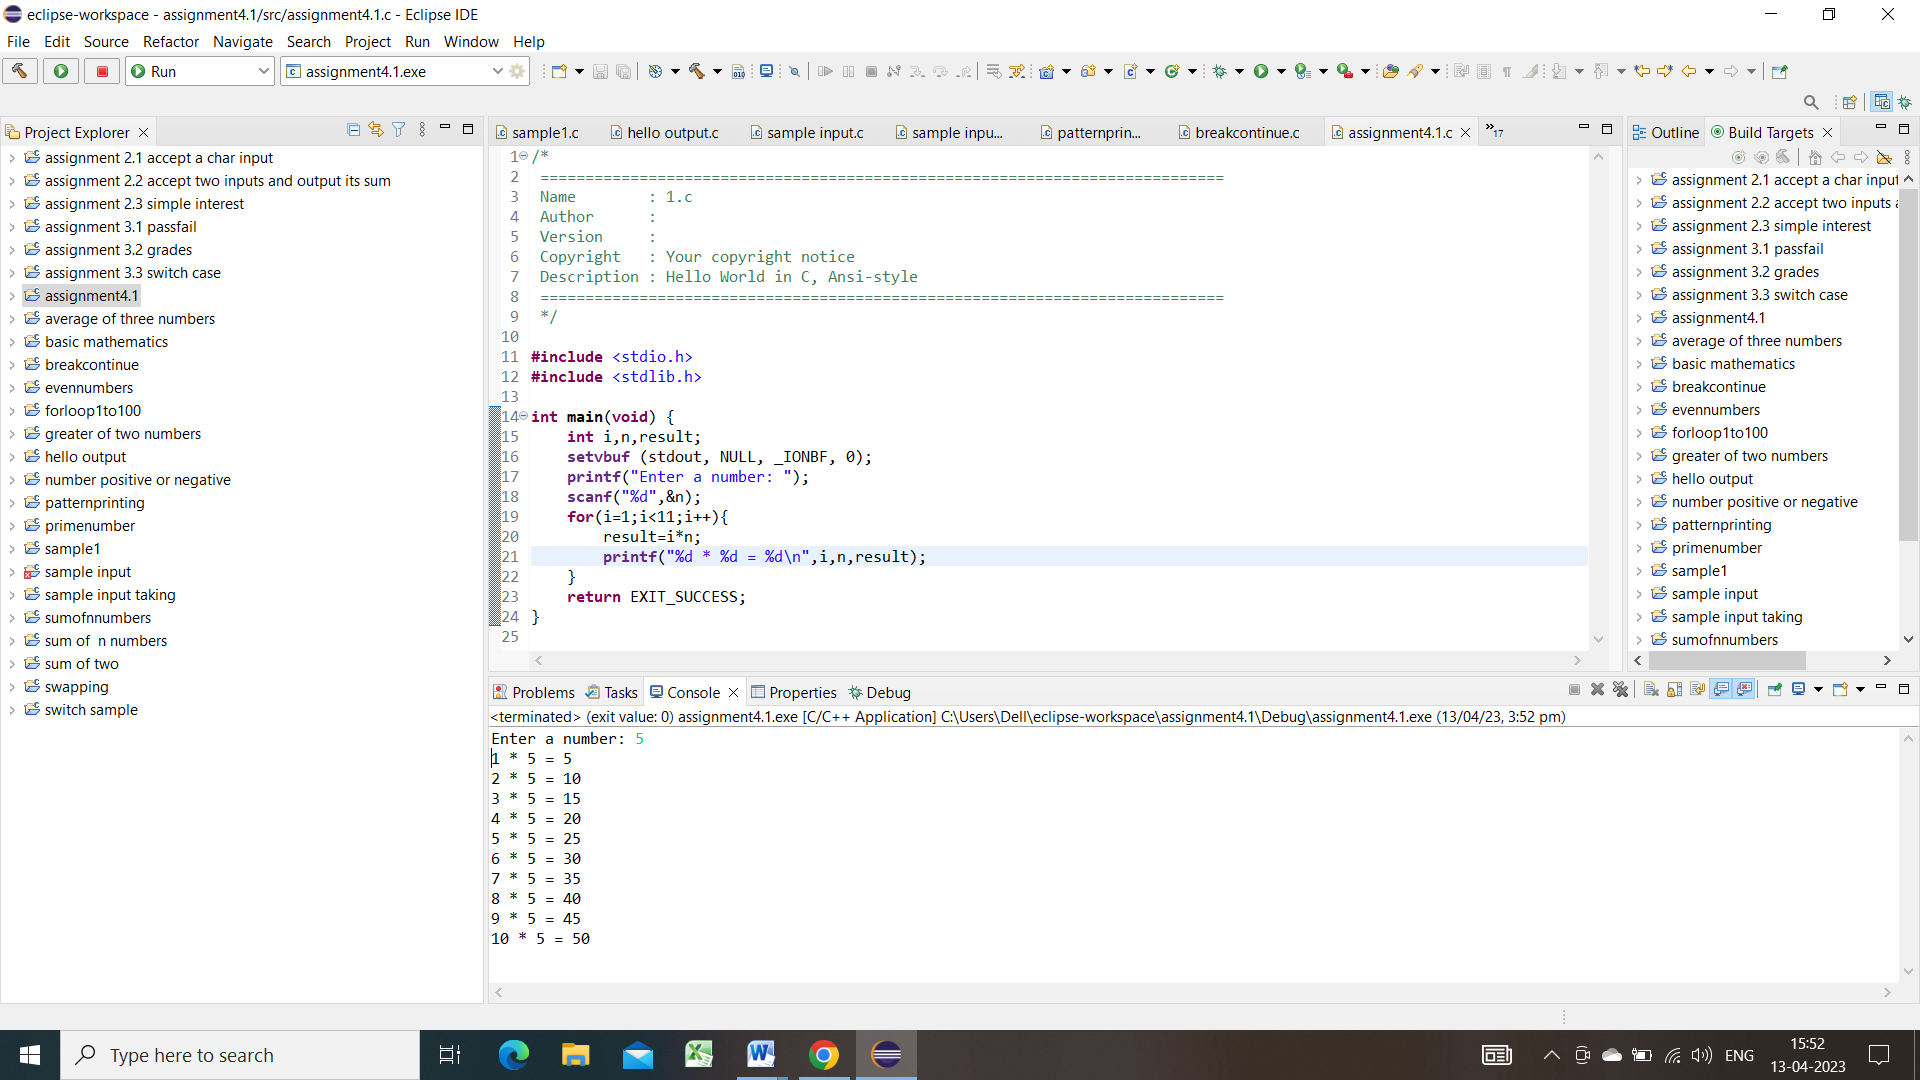 eclipse-workspace - assignment4.1/src/assignment4.1.c - Eclipse IDE
File Edit Source Refactor Navigate Search Project Run Window Help
Run
assignment4.1.exe
Project Explorer
assignment 2.1 accept a char input
assignment 2.2 accept two inputs and output its sum
assignment 2.3 simple interest
assignment 3.1 passfail
assignment 3.2 grades
assignment 3.3 switch case
assignment4.1
average of three numbers
basic mathematics
breakcontinue
evennumbers
forloop1to100
greater of two numbers
hello output
number positive or negative
patternprinting
primenumber
sample1
sample input
sample input taking
sumofnnumbers
sum of n numbers
sum of two
swapping
switch sample
sample1.c hello output.c sample input.c sample inpu... patternprin... breakcontinue.c assignment4.1.c »17
1 /*
2 ============================================================================
3 Name : 1.c
4 Author :
5 Version :
6 Copyright : Your copyright notice
7 Description : Hello World in C, Ansi-style
8 ============================================================================
9 */
10
11 #include <stdio.h>
12 #include <stdlib.h>
13
14 int main(void) {
15 int i,n,result;
16 setvbuf (stdout, NULL, _IONBF, 0);
17 printf("Enter a number: ");
18 scanf("%d",&n);
19 for(i=1;i<11;i++){
20 result=i*n;
21 printf("%d * %d = %d\n",i,n,result);
22 }
23 return EXIT_SUCCESS;
24 }
25
Outline Build Targets
assignment 2.1 accept a char input
assignment 2.2 accept two inputs a
assignment 2.3 simple interest
assignment 3.1 passfail
assignment 3.2 grades
assignment 3.3 switch case
assignment4.1
average of three numbers
basic mathematics
breakcontinue
evennumbers
forloop1to100
greater of two numbers
hello output
number positive or negative
patternprinting
primenumber
sample1
sample input
sample input taking
sumofnnumbers
Problems Tasks Console Properties Debug
<terminated> (exit value: 0) assignment4.1.exe [C/C++ Application] C:\Users\Dell\eclipse-workspace\assignment4.1\Debug\assignment4.1.exe (13/04/23, 3:52 pm)
Enter a number: 5
1 * 5 = 5
2 * 5 = 10
3 * 5 = 15
4 * 5 = 20
5 * 5 = 25
6 * 5 = 30
7 * 5 = 35
8 * 5 = 40
9 * 5 = 45
10 * 5 = 50
Type here to search
ENG
15:52
13-04-2023